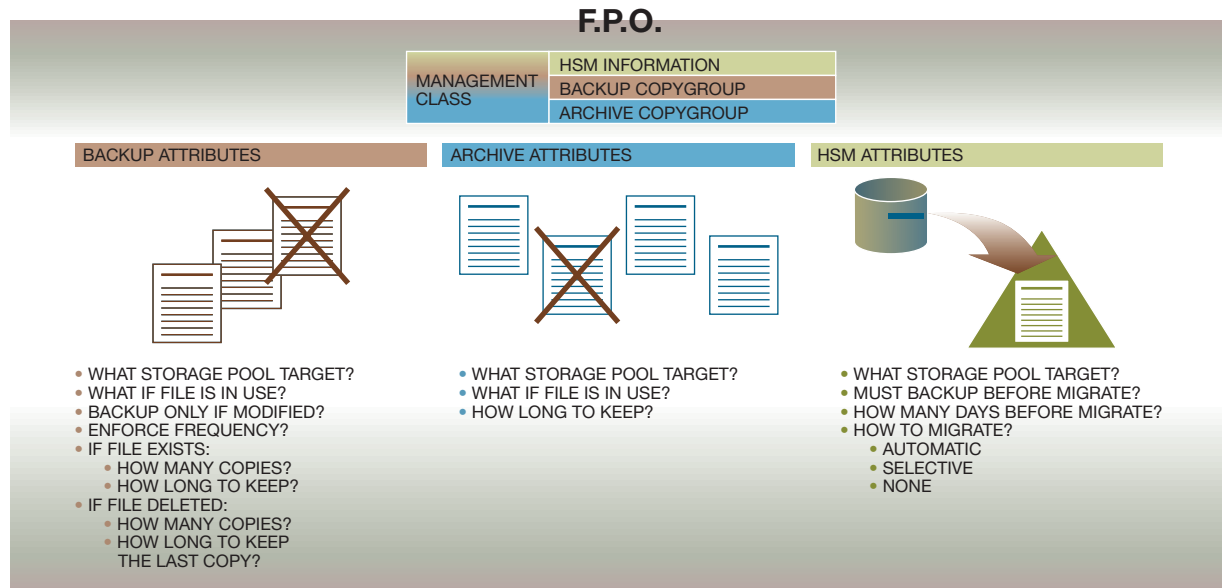 F.P.O.
MANAGEMENT
CLASS
HSM INFORMATION
BACKUP COPYGROUP
ARCHIVE COPYGROUP
BACKUP ATTRIBUTES
• WHAT STORAGE POOL TARGET?
• WHAT IF FILE IS IN USE?
• BACKUP ONLY IF MODIFIED?
• ENFORCE FREQUENCY?
• IF FILE EXISTS:
• HOW MANY COPIES?
• HOW LONG TO KEEP?
• IF FILE DELETED:
• HOW MANY COPIES?
• HOW LONG TO KEEP
THE LAST COPY?
ARCHIVE ATTRIBUTES
• WHAT STORAGE POOL TARGET?
• WHAT IF FILE IS IN USE?
• HOW LONG TO KEEP?
HSM ATTRIBUTES
• WHAT STORAGE POOL TARGET?
• MUST BACKUP BEFORE MIGRATE?
• HOW MANY DAYS BEFORE MIGRATE?
• HOW TO MIGRATE?
• AUTOMATIC
• SELECTIVE
• NONE